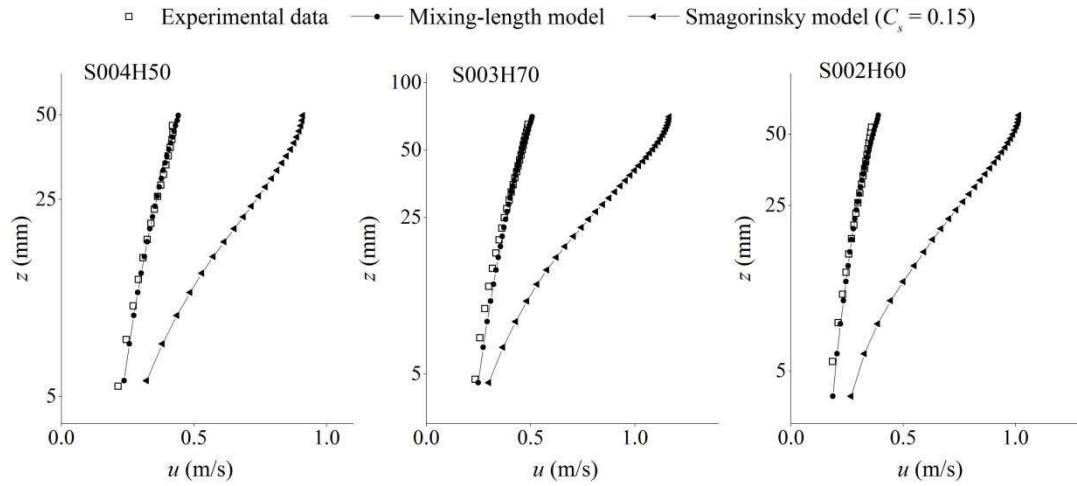 Experimental data Mixing-length model Smagorinsky model (Cs = 0.15)
S004H50
50
25
5
z (mm)
0.0 0.5 1.0
u (m/s)
S003H70
100
50
25
5
z (mm)
0.0 0.5 1.0
u (m/s)
S002H60
50
25
5
z (mm)
0.0 0.5 1.0
u (m/s)